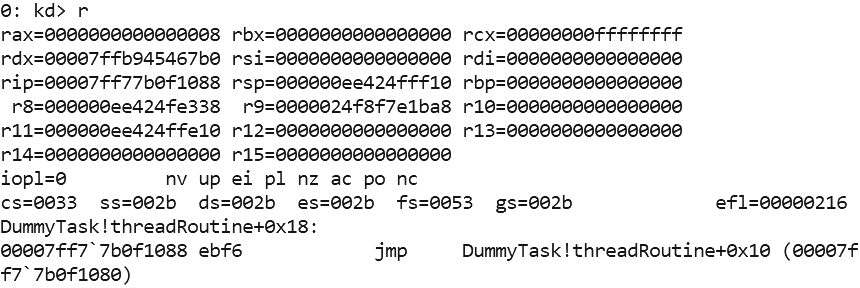 0: kd> r
rax=0000000000000008 rbx=0000000000000000 rcx=00000000ffffffff
rdx=00007ffb945467b0 rsi=0000000000000000 rdi=0000000000000000
rip=00007ff77b0f1088 rsp=000000ee424fff10 rbp=0000000000000000
r8=000000ee424fe338 r9=0000024f8f7e1ba8 r10=0000000000000000
r11=000000ee424ffe10 r12=0000000000000000 r13=0000000000000000
r14=0000000000000000 r15=0000000000000000
iopl=0 nv up ei pl nz ac po nc
cs=0033 ss=002b ds=002b es=002b fs=0053 gs=002b efl=00000216
DummyTask!threadRoutine+0x18:
00007ff7`7b0f1088 ebf6 jmp DummyTask!threadRoutine+0x10 (00007f
f7`7b0f1080)